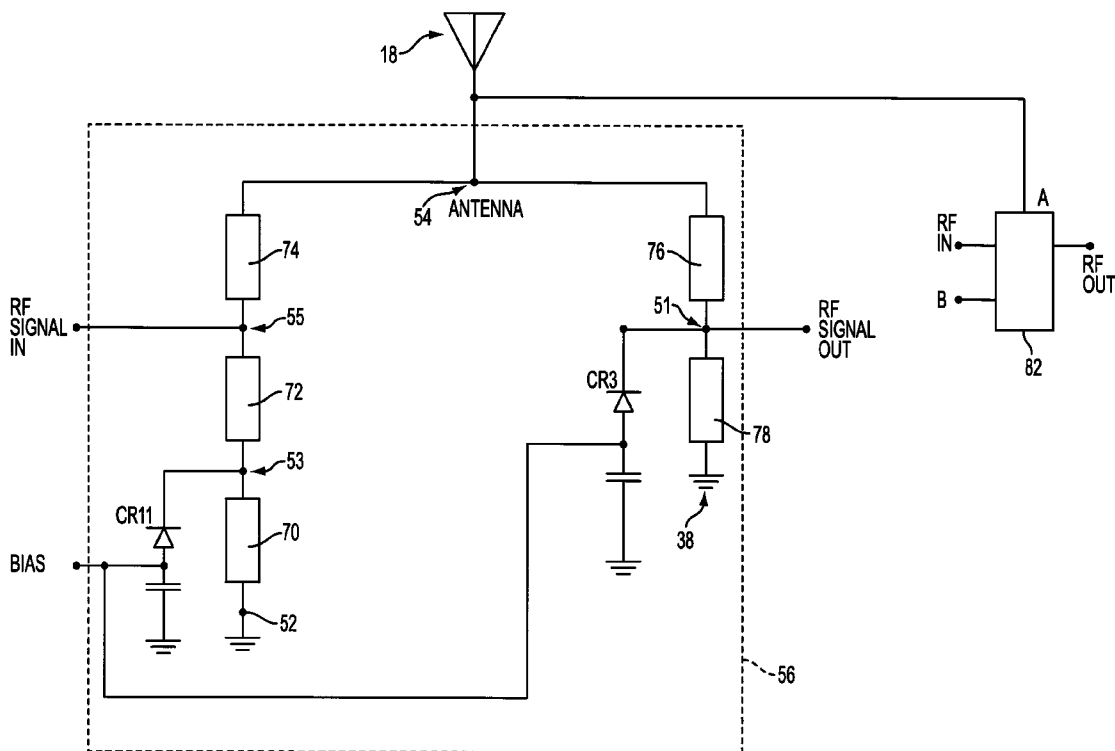 18
54
ANTENNA
A
74
76
RF
IN
RF
OUT
B
82
RF
SIGNAL
IN
55
51
RF
SIGNAL
OUT
72
CR3
78
53
CR11
70
38
BIAS
52
56